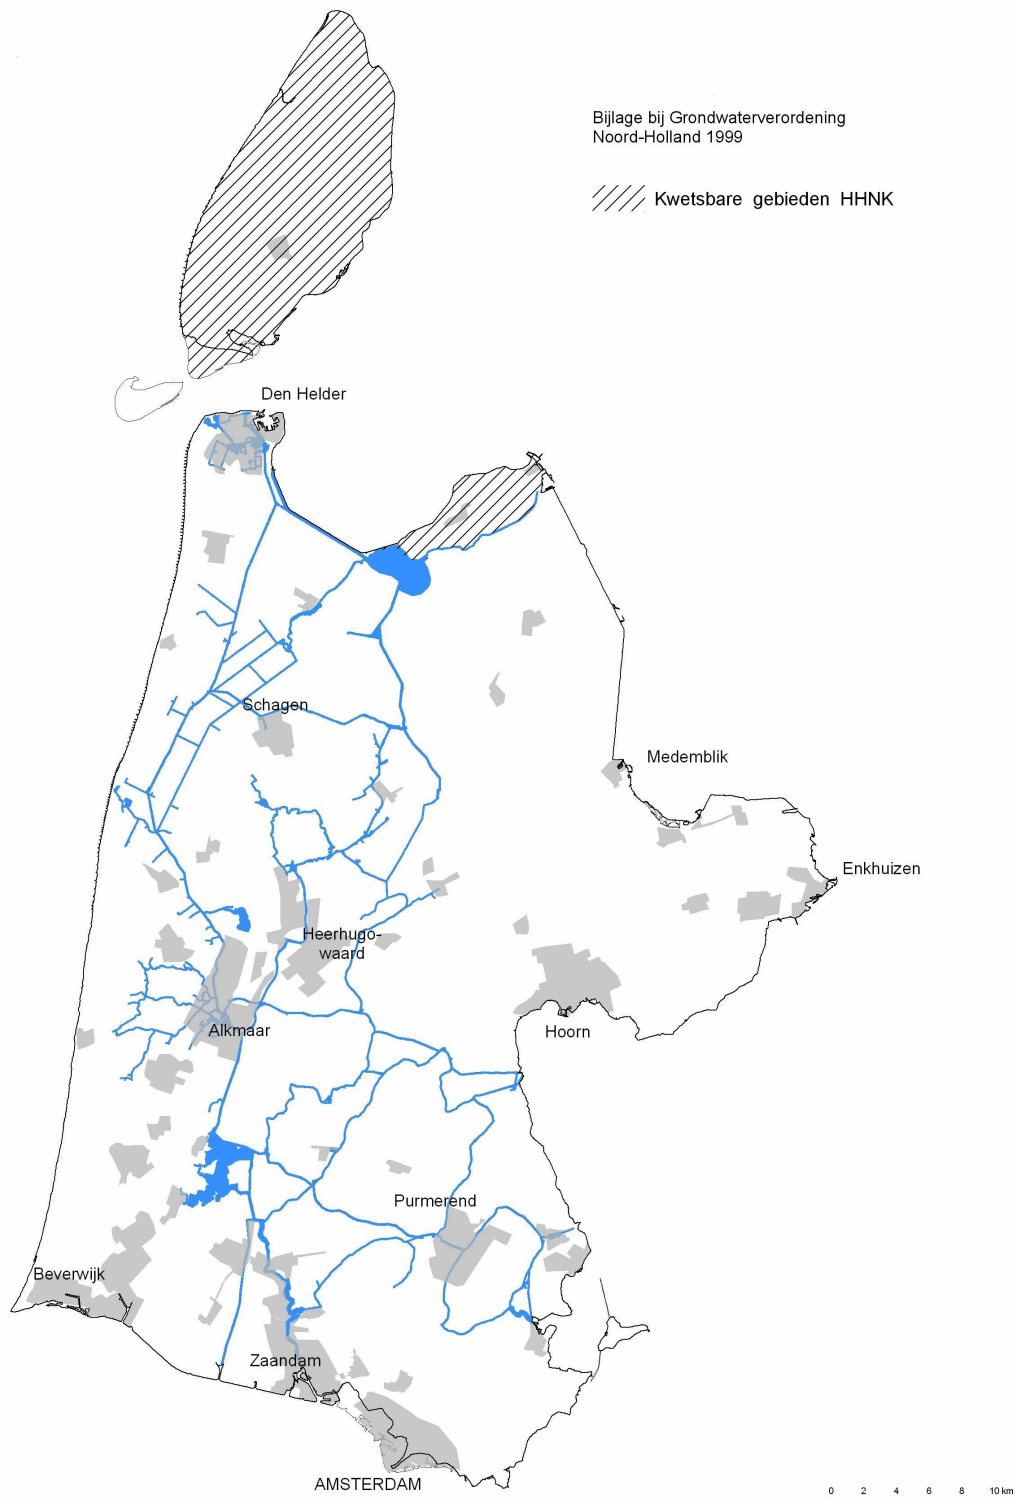 Bijlage bij Grondwaterverordening
Noord-Holland 1999
Kwetsbare gebieden HHNK
Den Helder
Schagen
Medemblik
Enkhuizen
Heerhugo-
waard
Alkmaar
Hoorn
Purmerend
Beverwijk
Zaandam
AMSTERDAM
0 2 4 6 8 10 km